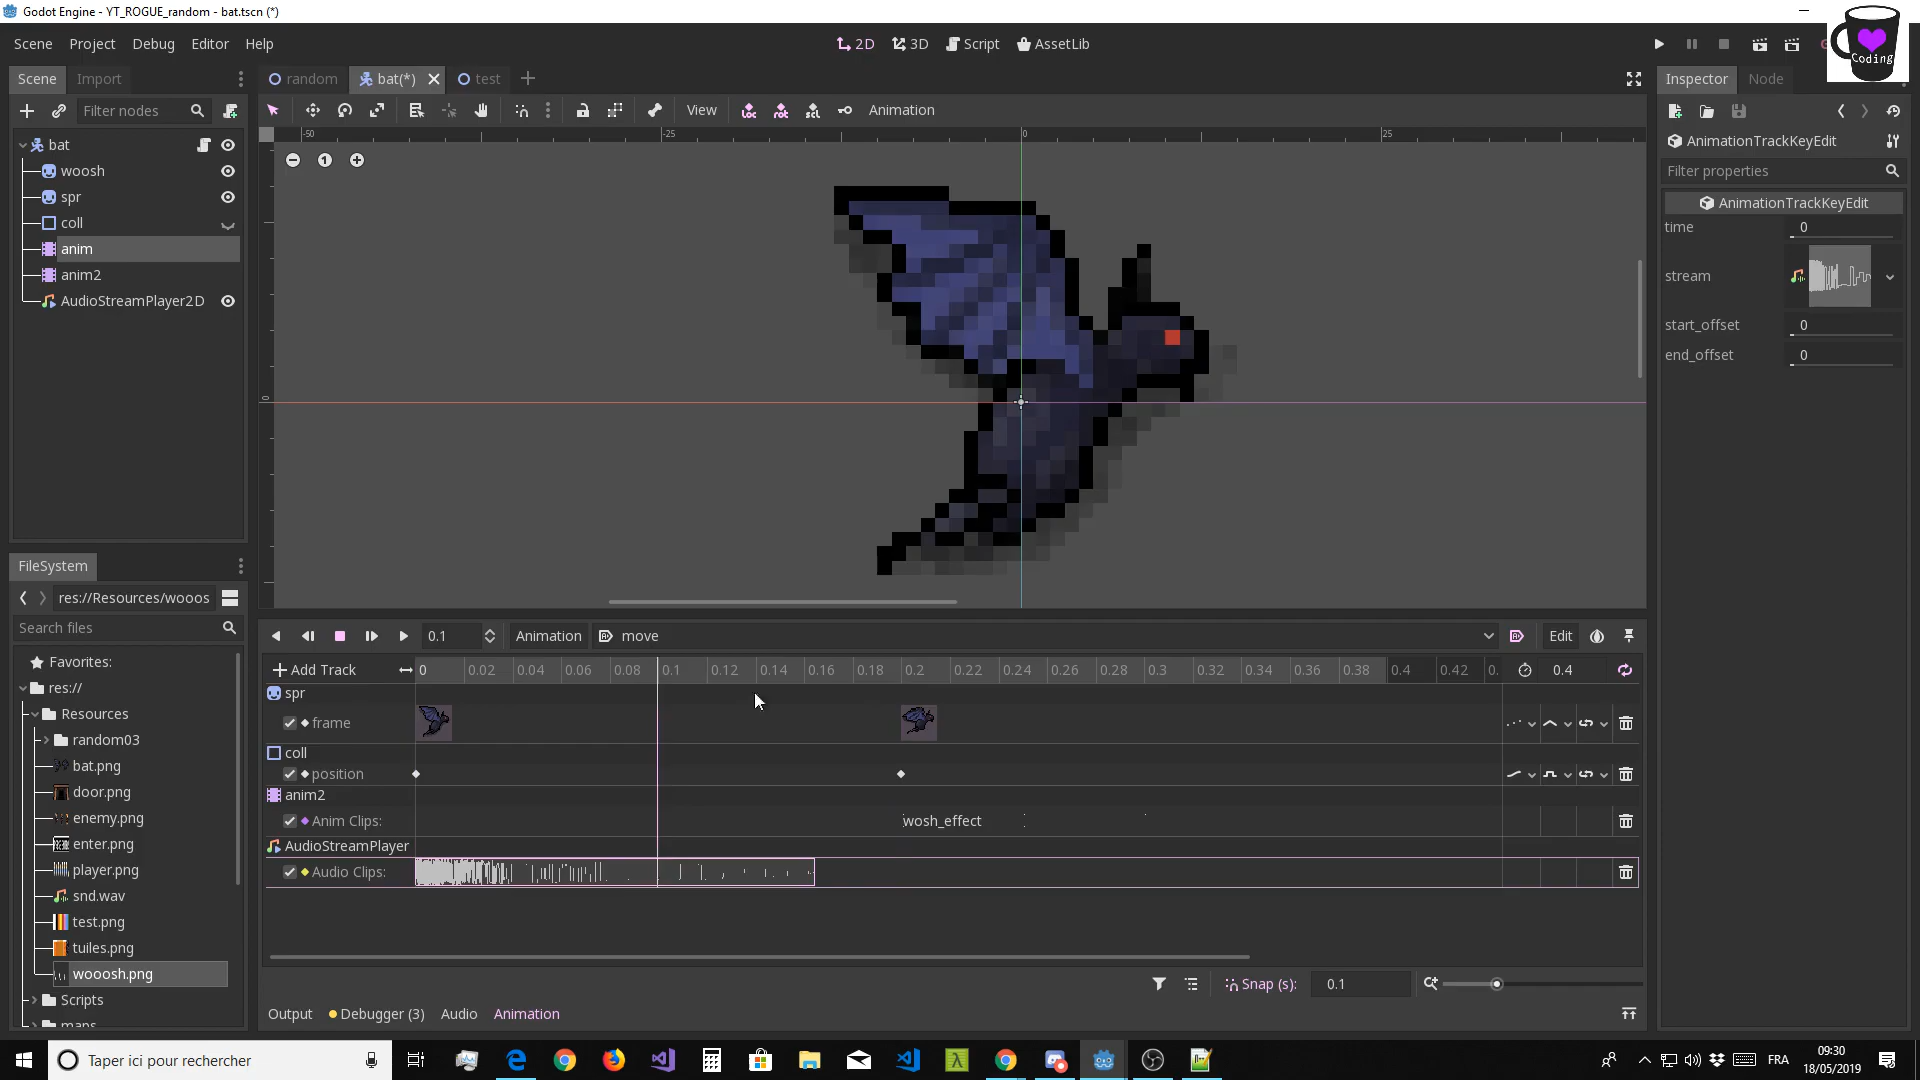 Godot Engine - YT_ROGUE_random - bat.tscn (*)
Scene Project Debug Editor Help
2D 3D Script AssetLib
Coding
Scene Import
random bat(*) test
Inspector Node
Filter nodes
View Animation
-50 -25 0 25
0
bat
woosh
spr
coll
anim
anim2
AudioStreamPlayer2D
AnimationTrackKeyEdit
Filter properties
AnimationTrackKeyEdit
time 0
stream
start_offset 0
end_offset 0
FileSystem
res://Resources/wooos
Search files
Favorites:
res://
Resources
random03
bat.png
door.png
enemy.png
enter.png
player.png
snd.wav
test.png
tuiles.png
wooosh.png
Scripts
maps
0.1 Animation move Edit
Add Track 0 0.02 0.04 0.06 0.08 0.1 0.12 0.14 0.16 0.18 0.2 0.22 0.24 0.26 0.28 0.3 0.32 0.34 0.36 0.38 0.4 0.42 0. 0.4
spr
frame
coll
position
anim2
Anim Clips: wosh_effect
AudioStreamPlayer
Audio Clips:
Snap (s): 0.1
Output Debugger (3) Audio Animation
Taper ici pour rechercher
FRA
09:30
18/05/2019